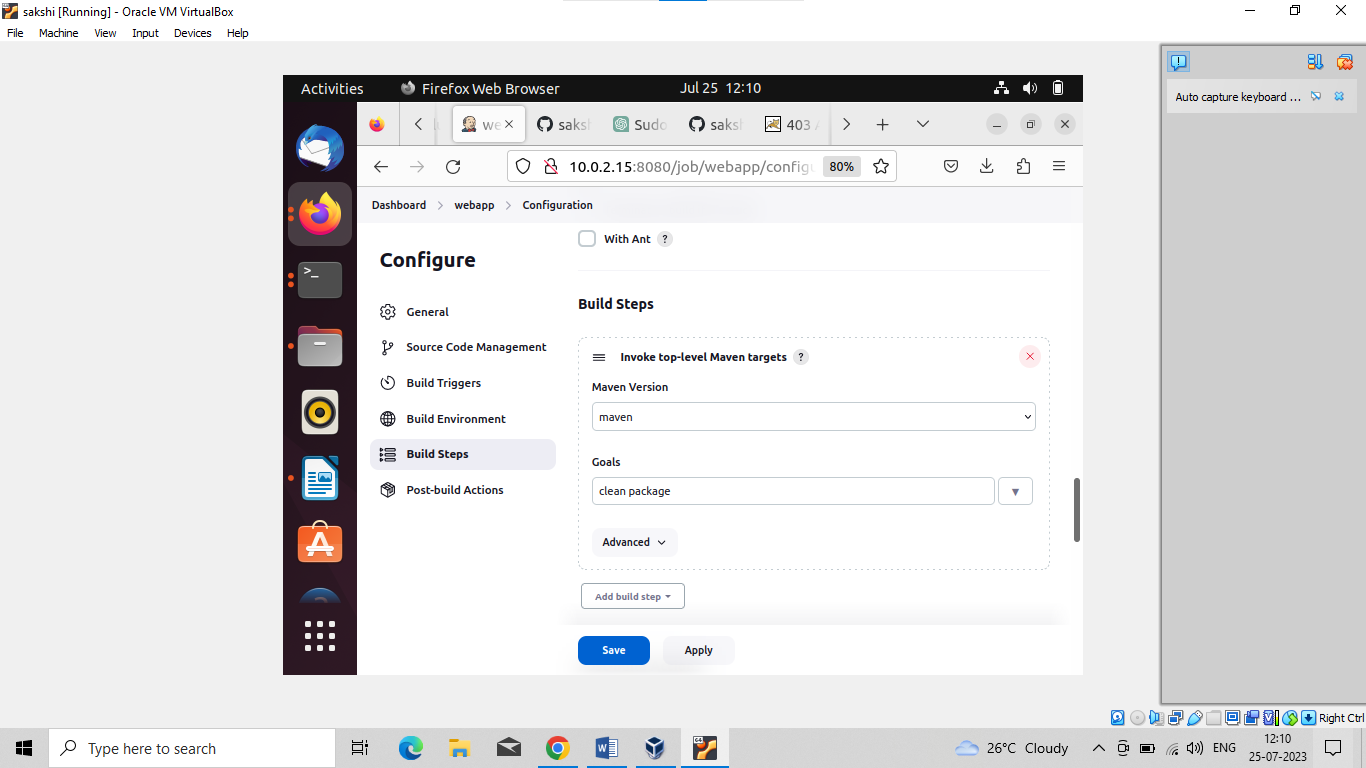 sakshi [Running] - Oracle VM VirtualBox
File Machine View Input Devices Help
Auto capture keyboard ...
Activities Firefox Web Browser Jul 25 12:10
we saksh Sudo saksh 403
10.0.2.15:8080/job/webapp/config 80%
Dashboard webapp Configuration
With Ant ?
Configure
General
Source Code Management
Build Triggers
Build Environment
Build Steps
Post-build Actions
Build Steps
Invoke top-level Maven targets ?
Maven Version
maven
Goals
clean package
Advanced
Add build step
Save Apply
Right Ctrl
Type here to search
26°C Cloudy
ENG
12:10
25-07-2023